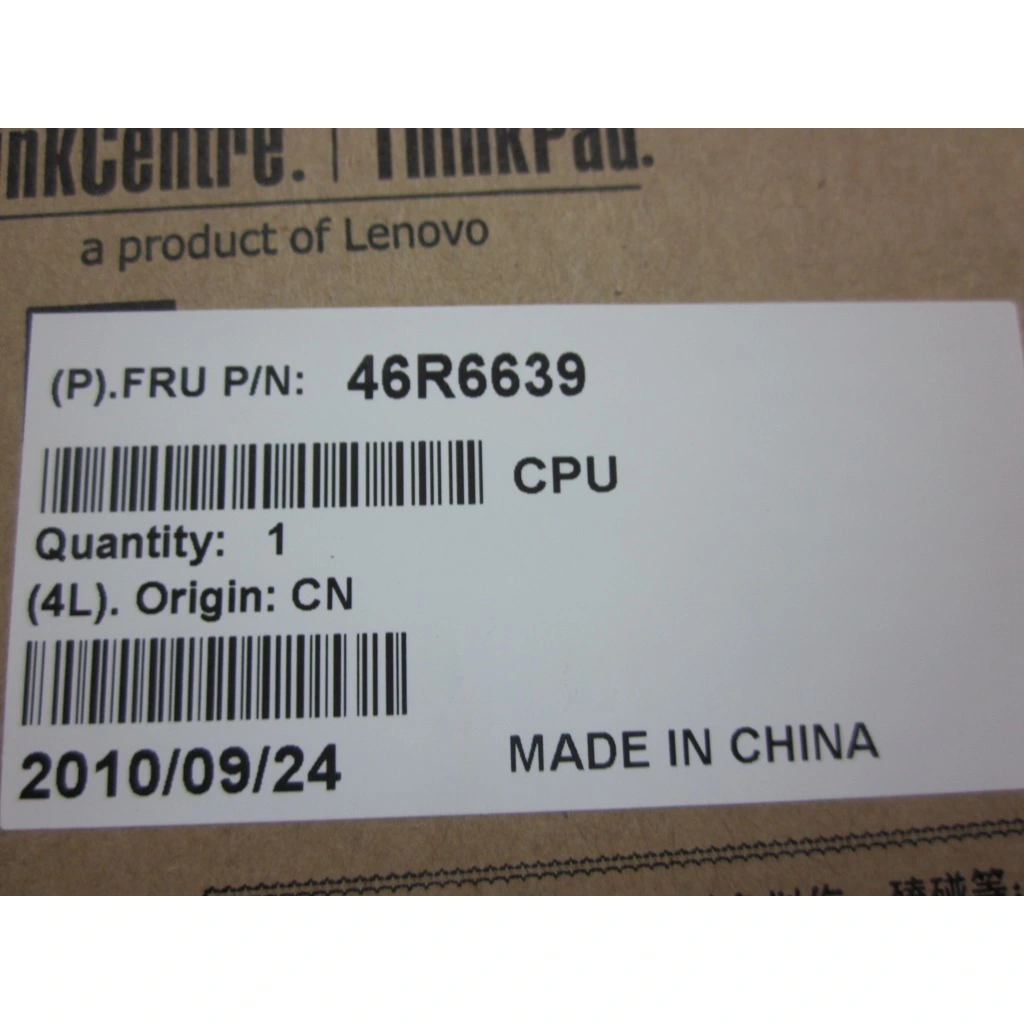 nkCentre. | ThinkPad.
a product of Lenovo
(P).FRU P/N: 46R6639
CPU
Quantity: 1
(4L). Origin: CN
2010/09/24
MADE IN CHINA